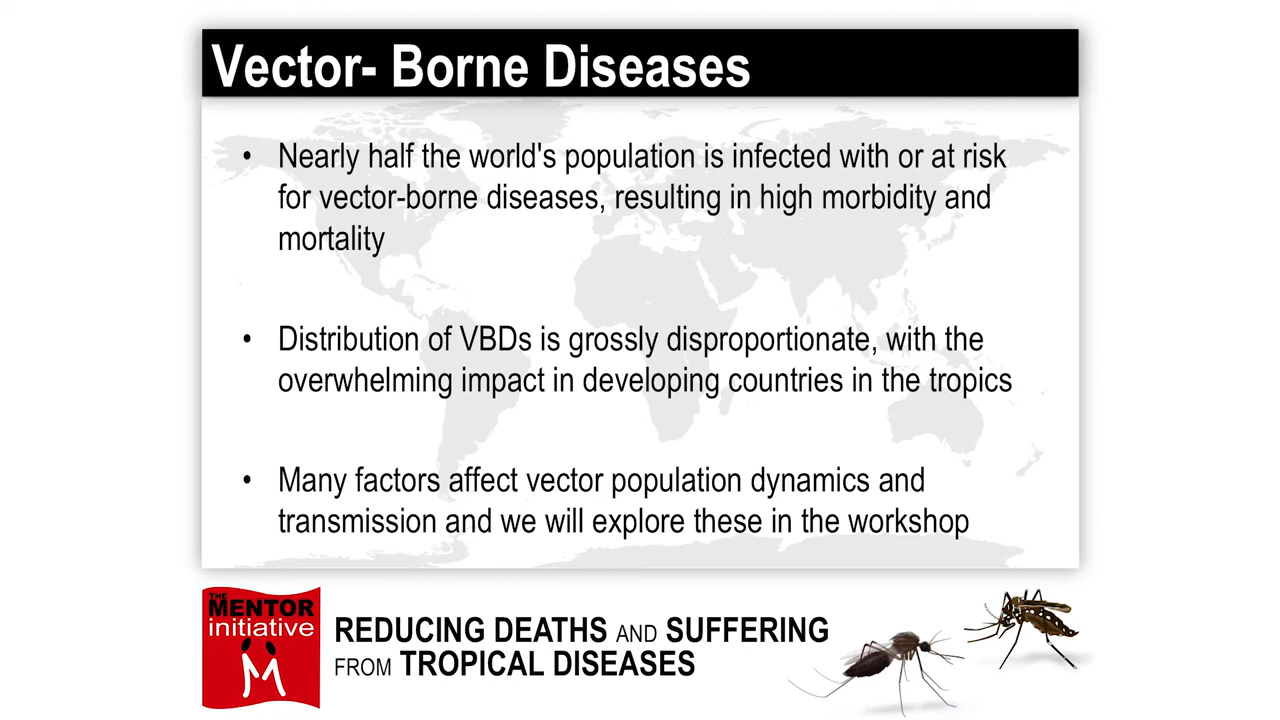 Vector- Borne Diseases
• Nearly half the world's population is infected with or at risk
for vector-borne diseases, resulting in high morbidity and
mortality
• Distribution of VBDs is grossly disproportionate, with the
overwhelming impact in developing countries in the tropics
• Many factors affect vector population dynamics and
transmission and we will explore these in the workshop
THE
MENTOR
initiative
REDUCING DEATHS AND SUFFERING
FROM TROPICAL DISEASES